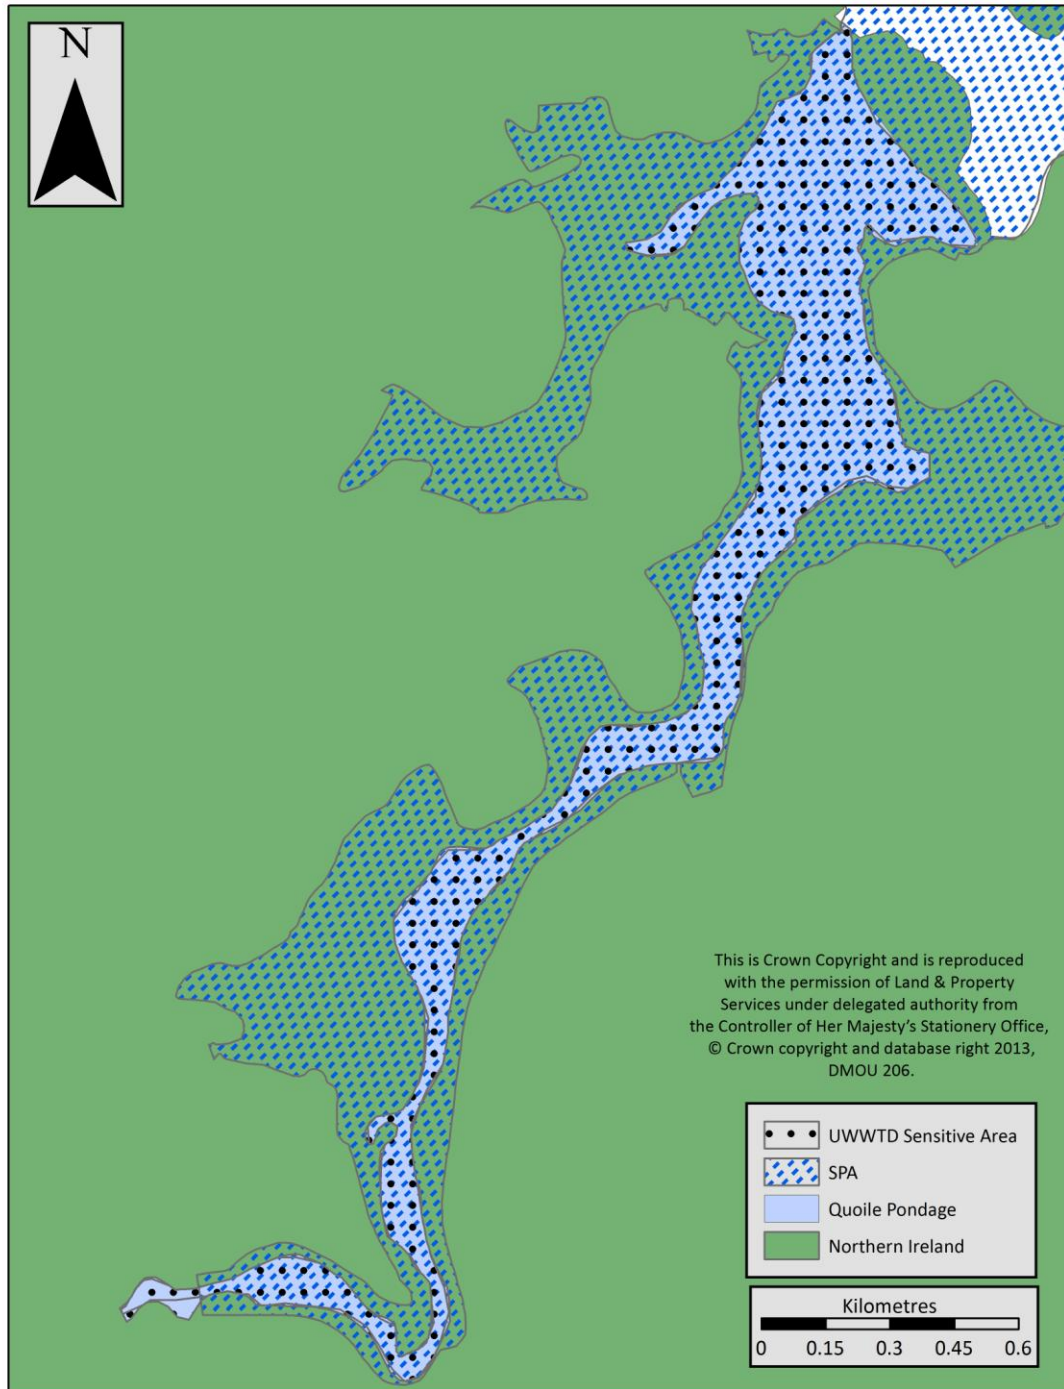 N
This is Crown Copyright and is reproduced
with the permission of Land & Property
Services under delegated authority from
the Controller of Her Majesty's Stationery Office,
© Crown copyright and database right 2013,
DMOU 206.
UWWTD Sensitive Area
SPA
Quoile Pondage
Northern Ireland
Kilometres
0 0.15 0.3 0.45 0.6